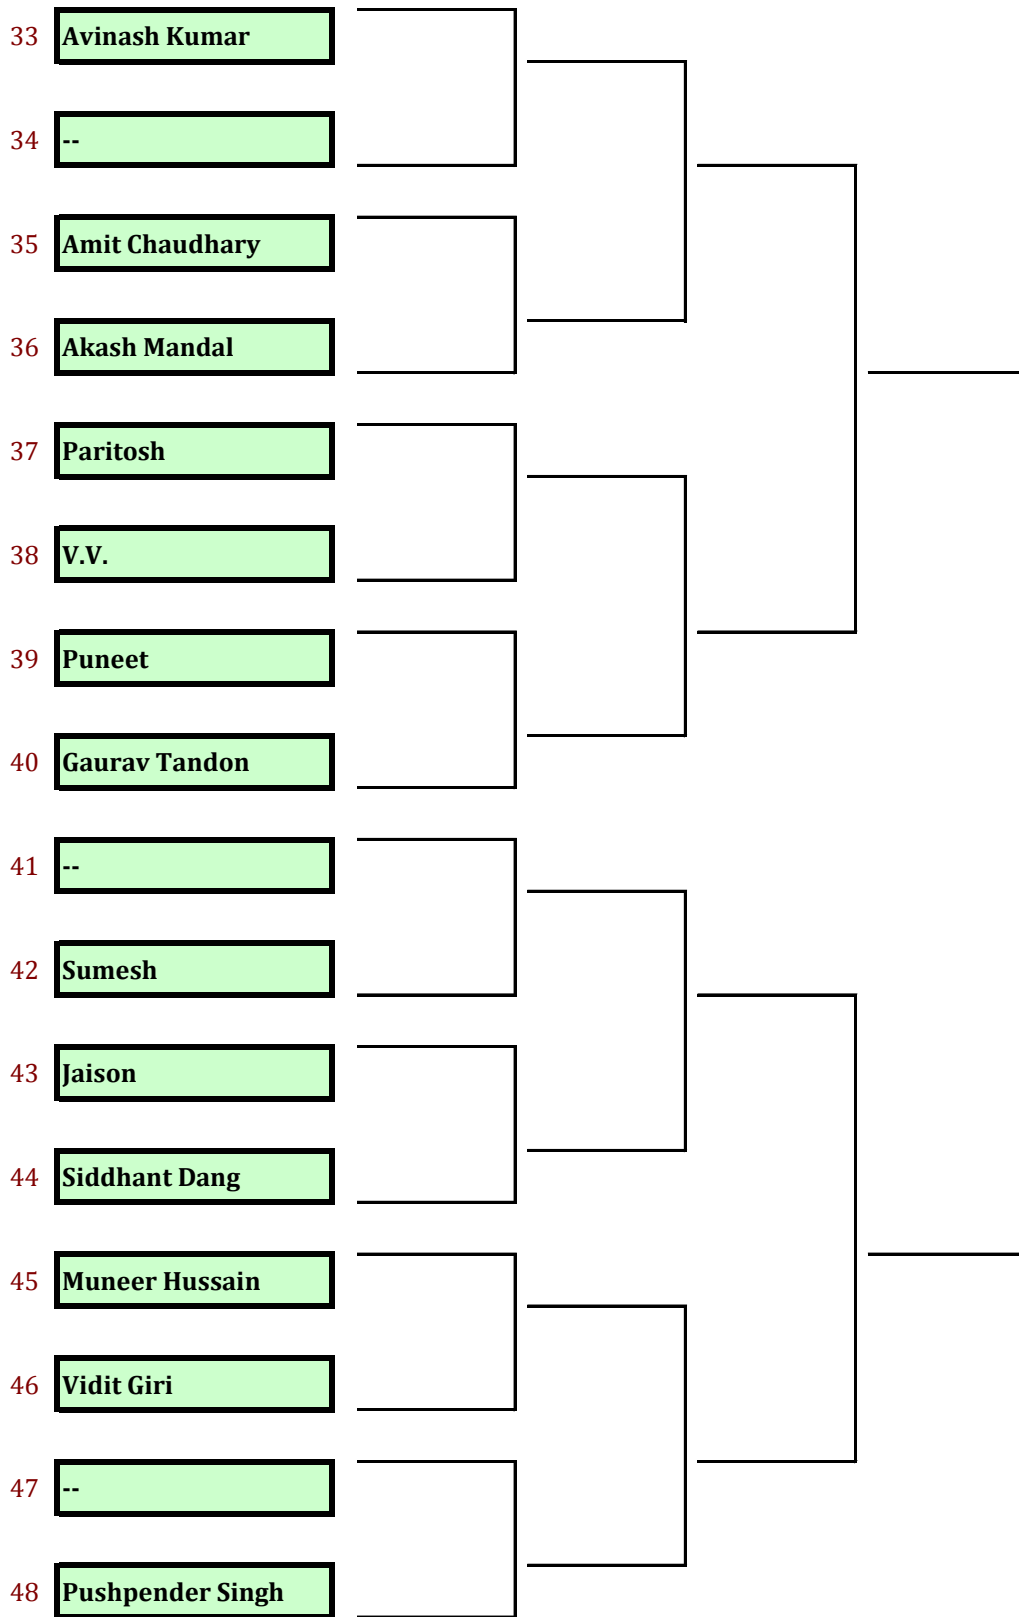 33 Avinash Kumar
34 --
35 Amit Chaudhary
36 Akash Mandal
37 Paritosh
38 V.V.
39 Puneet
40 Gaurav Tandon
41 --
42 Sumesh
43 Jaison
44 Siddhant Dang
45 Muneer Hussain
46 Vidit Giri
47 --
48 Pushpender Singh